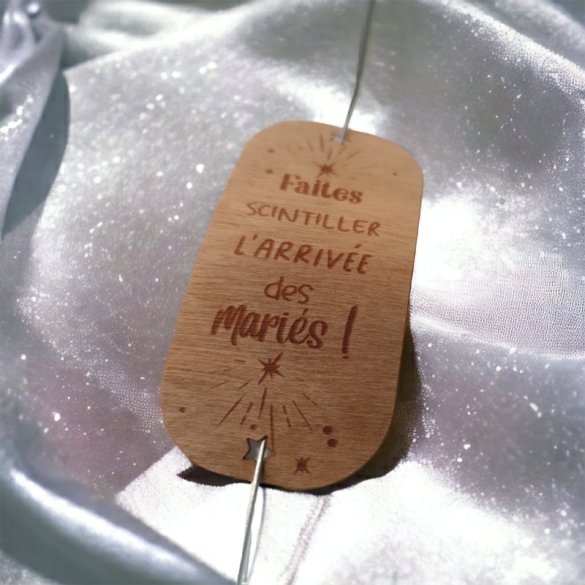 Faites
SCINTILLER
L'ARRIVÉE
des
Mariés !